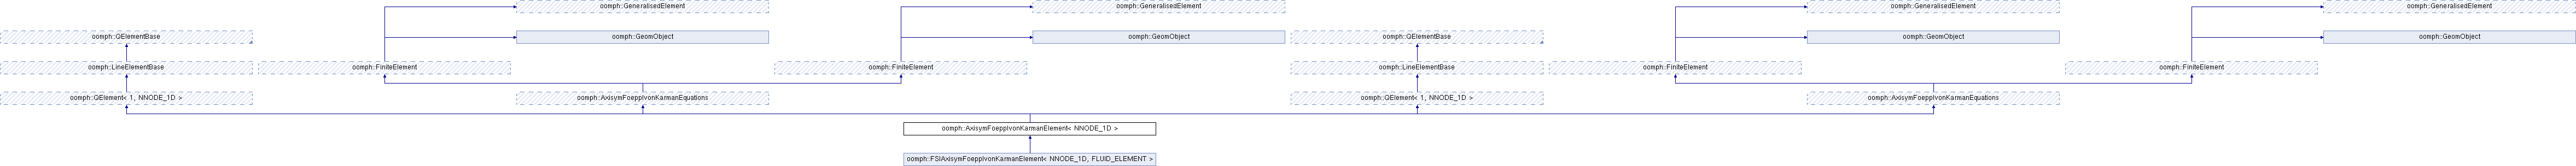 oomph::GeneralisedElement
oomph::GeneralisedElement
oomph::GeneralisedElement
oomph::GeneralisedElement
oomph::QElementBase
oomph::GeomObject
oomph::GeomObject
oomph::QElementBase
oomph::GeomObject
oomph::GeomObject
oomph::LineElementBase
oomph::FiniteElement
oomph::FiniteElement
oomph::LineElementBase
oomph::FiniteElement
oomph::FiniteElement
oomph::QElement< 1, NNODE_1D >
oomph::AxisymFoepplvonKarmanEquations
oomph::QElement< 1, NNODE_1D >
oomph::AxisymFoepplvonKarmanEquations
oomph::AxisymFoepplvonKarmanElement< NNODE_1D >
oomph::FSIAxisymFoepplvonKarmanElement< NNODE_1D, FLUID_ELEMENT >